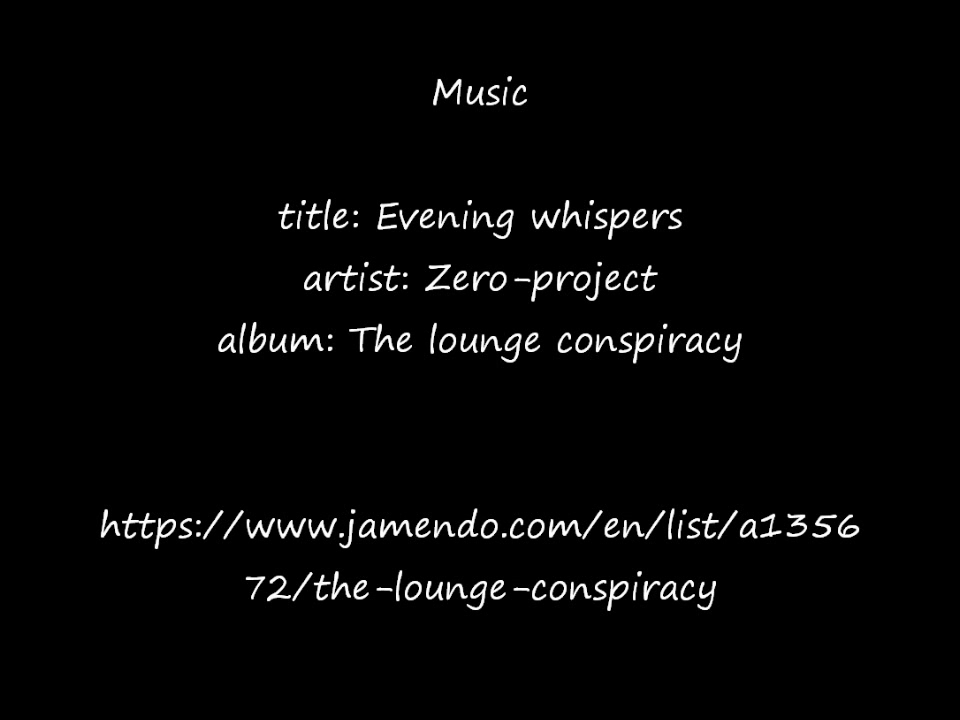 Music
title: Evening whispers
artist: Zero-project
album: The lounge conspiracy
https://www.jamendo.com/en/list/a1356
72/the-lounge-conspiracy